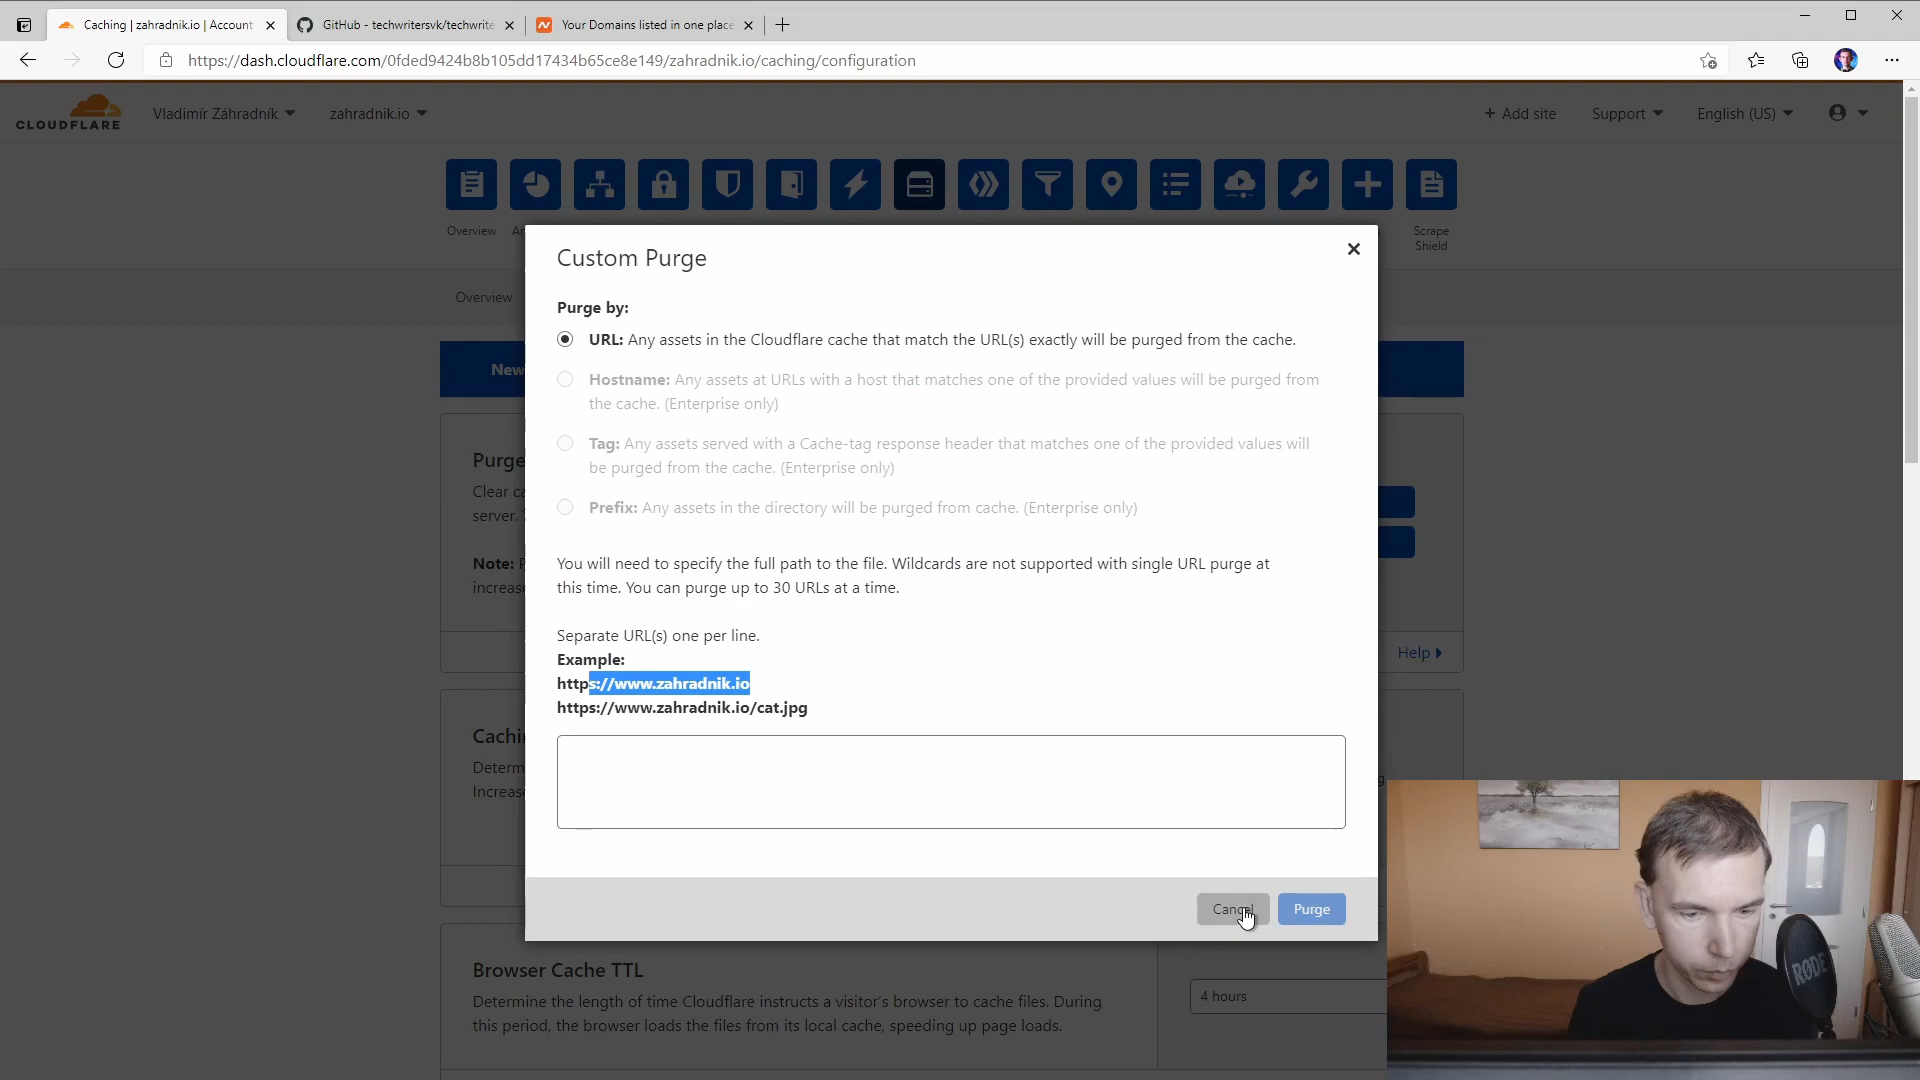 Caching | zahradnik.io | Account
GitHub - techwritersvk/techwrite
Your Domains listed in one place
https://dash.cloudflare.com/0fded9424b8b105dd17434b65ce8e149/zahradnik.io/caching/configuration
CLOUDFLARE
Vladimír Záhradník
zahradnik.io
+ Add site
Support
English (US)
Overview
An
Scrape
Shield
Overview
New
Custom Purge
Purge by:
URL: Any assets in the Cloudflare cache that match the URL(s) exactly will be purged from the cache.
Hostname: Any assets at URLs with a host that matches one of the provided values will be purged from
the cache. (Enterprise only)
Tag: Any assets served with a Cache-tag response header that matches one of the provided values will
be purged from the cache. (Enterprise only)
Prefix: Any assets in the directory will be purged from cache. (Enterprise only)
You will need to specify the full path to the file. Wildcards are not supported with single URL purge at
this time. You can purge up to 30 URLs at a time.
Separate URL(s) one per line.
Example:
https://www.zahradnik.io
https://www.zahradnik.io/cat.jpg
Cancel
Purge
Purge
Clear ca
server.
Note:
increas
Help
Cachi
Determ
Increase
Browser Cache TTL
Determine the length of time Cloudflare instructs a visitor's browser to cache files. During
this period, the browser loads the files from its local cache, speeding up page loads.
4 hours
RØDE